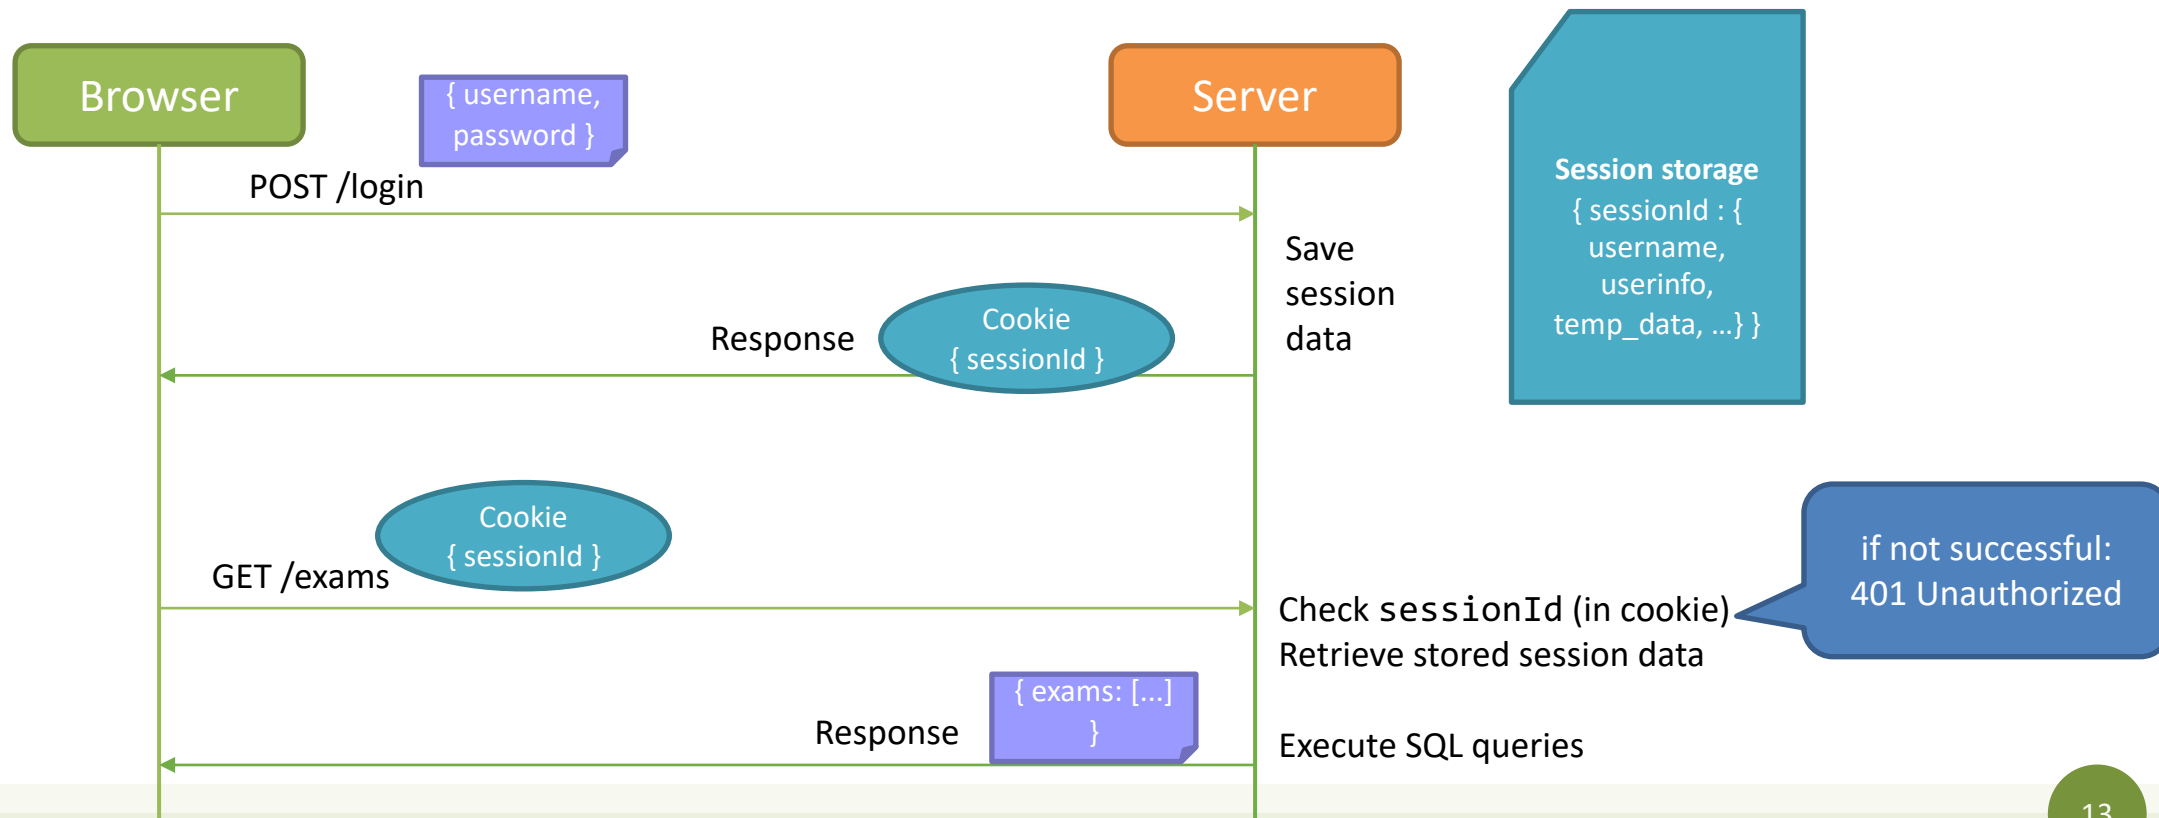 Browser
{ username,
password }
Server
POST /login
Session storage
{ sessionId : {
username,
userinfo,
temp_data, …} }
Save
session
data
Response
Cookie
{ sessionId }
Cookie
{ sessionId }
GET /exams
if not successful:
401 Unauthorized
Check sessionId (in cookie)
Retrieve stored session data
{ exams: [...]
}
Response
Execute SQL queries
13